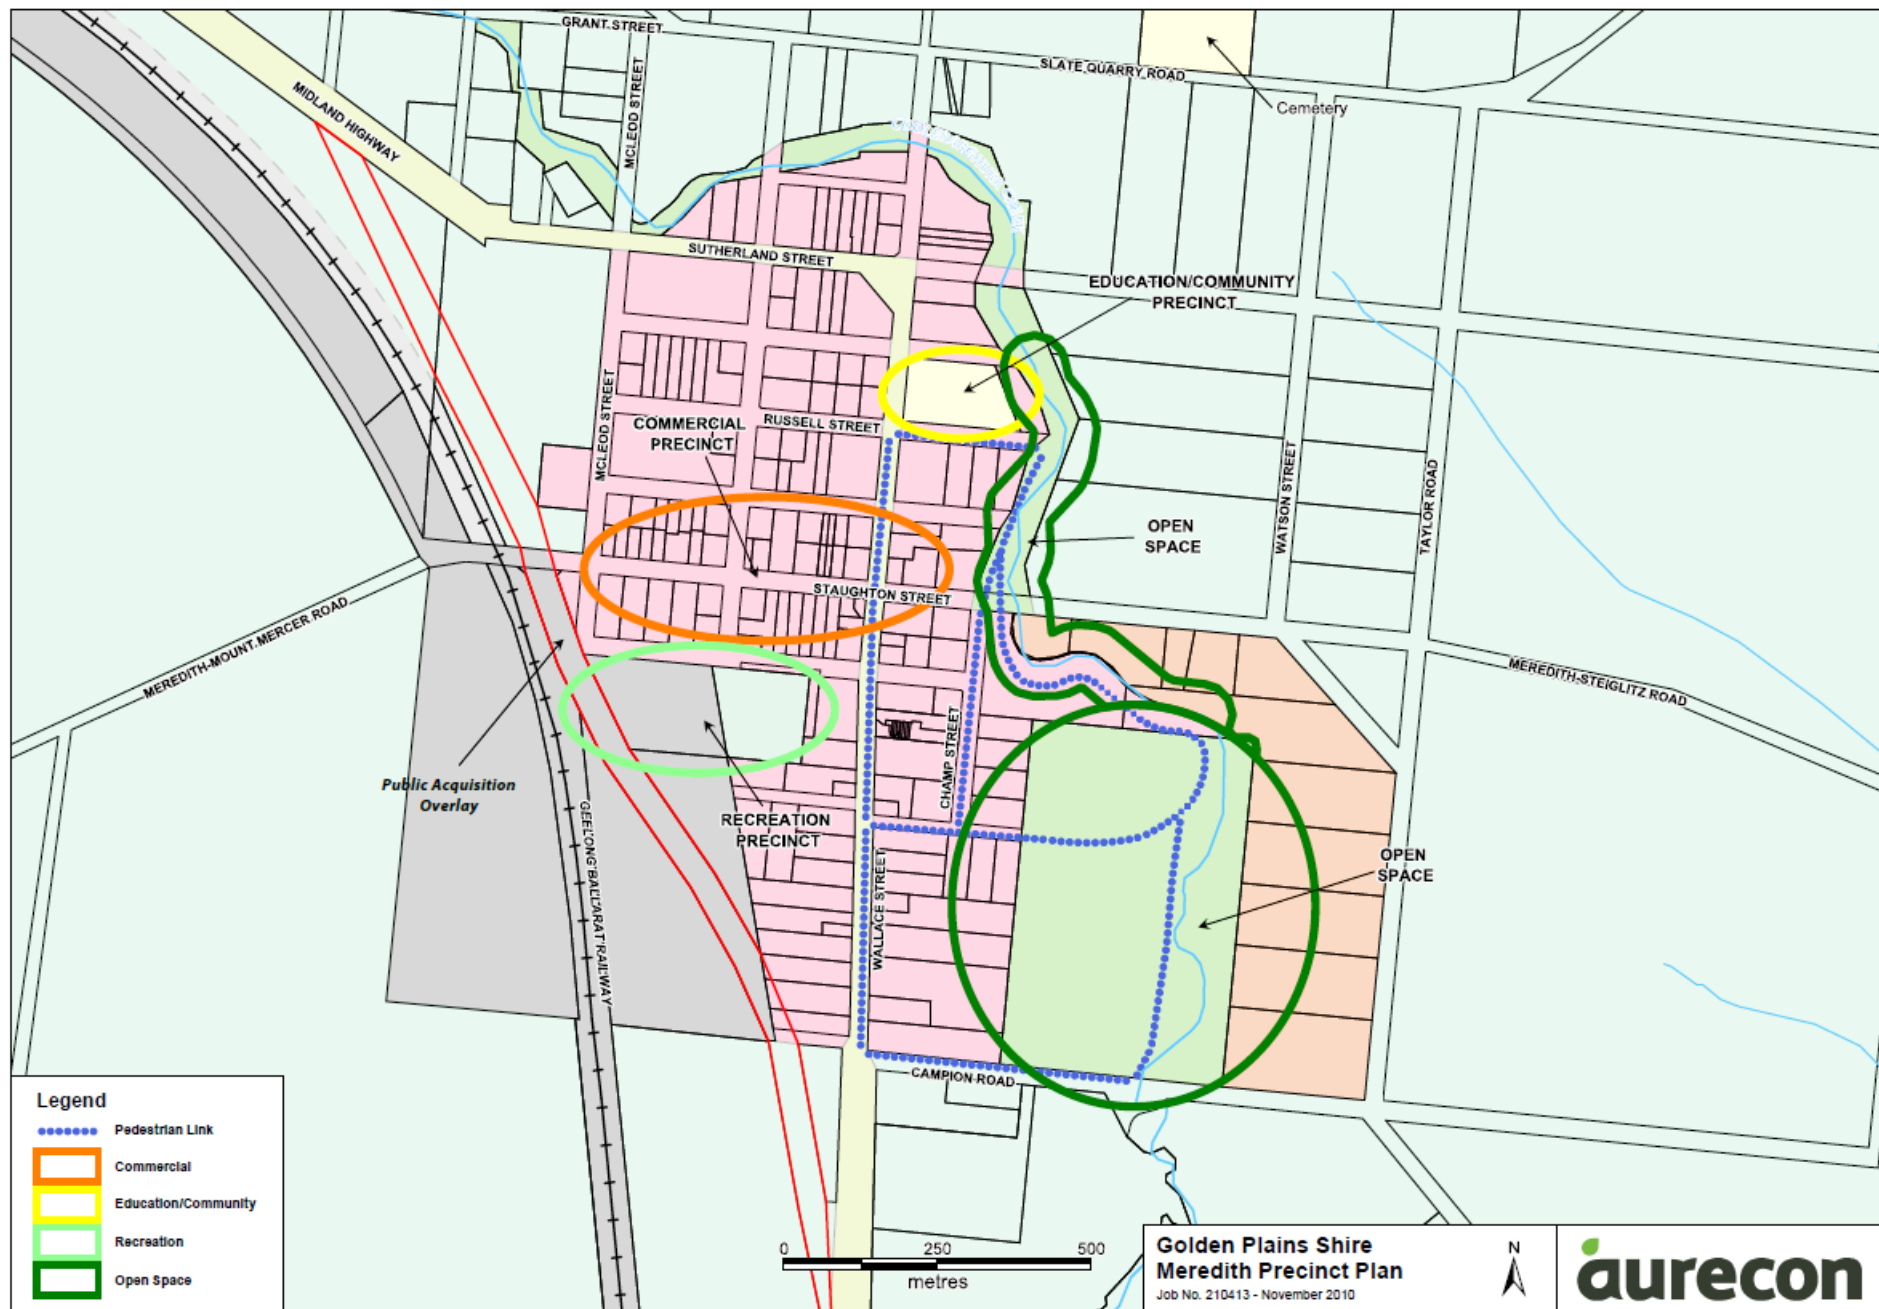 GRANT STREET
MCLEOD STREET
SLATE QUARRY ROAD
Cemetery
MIDLAND HIGHWAY
SUTHERLAND STREET
EDUCATION/COMMUNITY
PRECINCT
MCLEOD STREET
COMMERCIAL
PRECINCT
RUSSELL STREET
WATSON STREET
TAYLOR ROAD
OPEN
SPACE
STAUGHTON STREET
MEREDITH-MOUNT MERCER ROAD
MEREDITH-STEIGLITZ ROAD
Public Acquisition
Overlay
CHAMP STREET
RECREATION
PRECINCT
GEELONG BALLARAT RAILWAY
WALLACE STREET
OPEN
SPACE
CAMPION ROAD
Legend
Pedestrian Link
Commercial
Education/Community
Recreation
Open Space
0 250 500
metres
Golden Plains Shire
Meredith Precinct Plan
Job No. 210413 - November 2010
N
aurecon